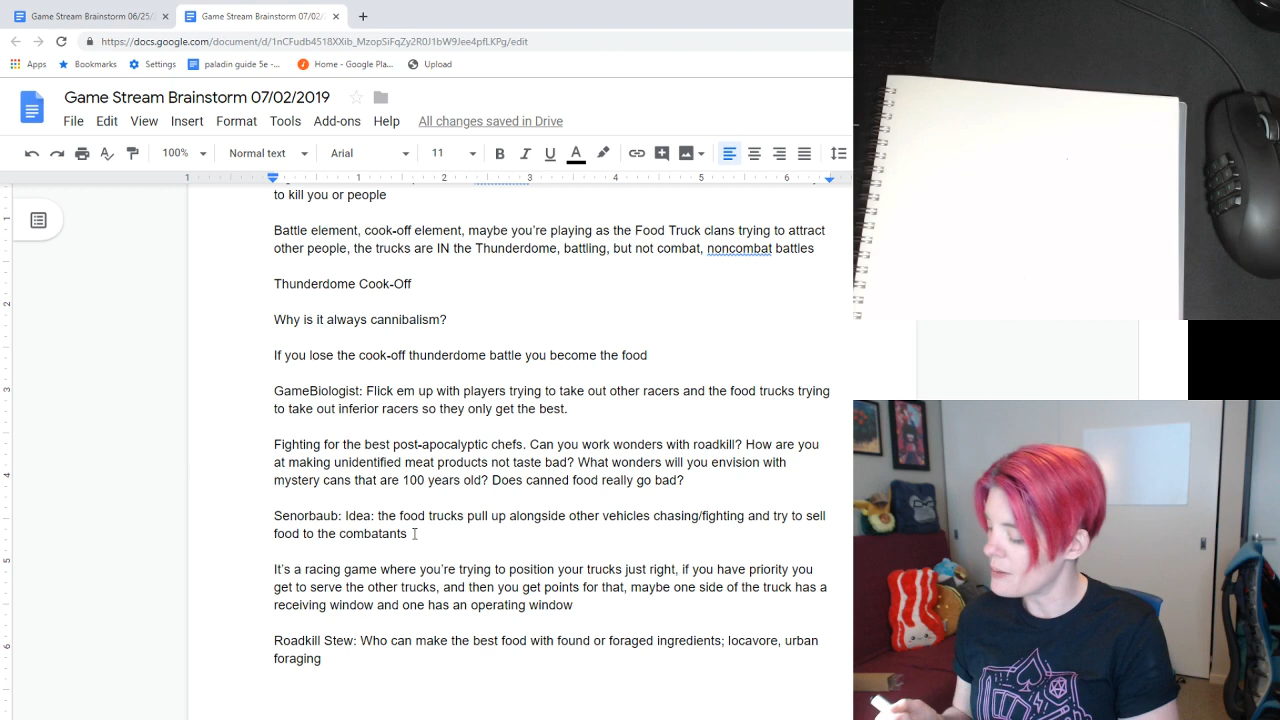 Game Stream Brainstorm 06/25/2
Game Stream Brainstorm 07/02/
https://docs.google.com/document/d/1nCFudb4518XXib_MzopSiFqZy2R0J1bW9Jee4pfLKPg/edit
Apps Bookmarks Settings paladin guide 5e -... Home - Google Pla... Upload
Game Stream Brainstorm 07/02/2019
File Edit View Insert Format Tools Add-ons Help All changes saved in Drive
100% Normal text Arial 11 B I U A
1 1 2 3 4 5 6
to kill you or people
Battle element, cook-off element, maybe you're playing as the Food Truck clans trying to attract
other people, the trucks are IN the Thunderdome, battling, but not combat, noncombat battles
Thunderdome Cook-Off
Why is it always cannibalism?
If you lose the cook-off thunderdome battle you become the food
GameBiologist: Flick em up with players trying to take out other racers and the food trucks trying
to take out inferior racers so they only get the best.
Fighting for the best post-apocalyptic chefs. Can you work wonders with roadkill? How are you
at making unidentified meat products not taste bad? What wonders will you envision with
mystery cans that are 100 years old? Does canned food really go bad?
Senorbaub: Idea: the food trucks pull up alongside other vehicles chasing/fighting and try to sell
food to the combatants
It's a racing game where you're trying to position your trucks just right, if you have priority you
get to serve the other trucks, and then you get points for that, maybe one side of the truck has a
receiving window and one has an operating window
Roadkill Stew: Who can make the best food with found or foraged ingredients; locavore, urban
foraging